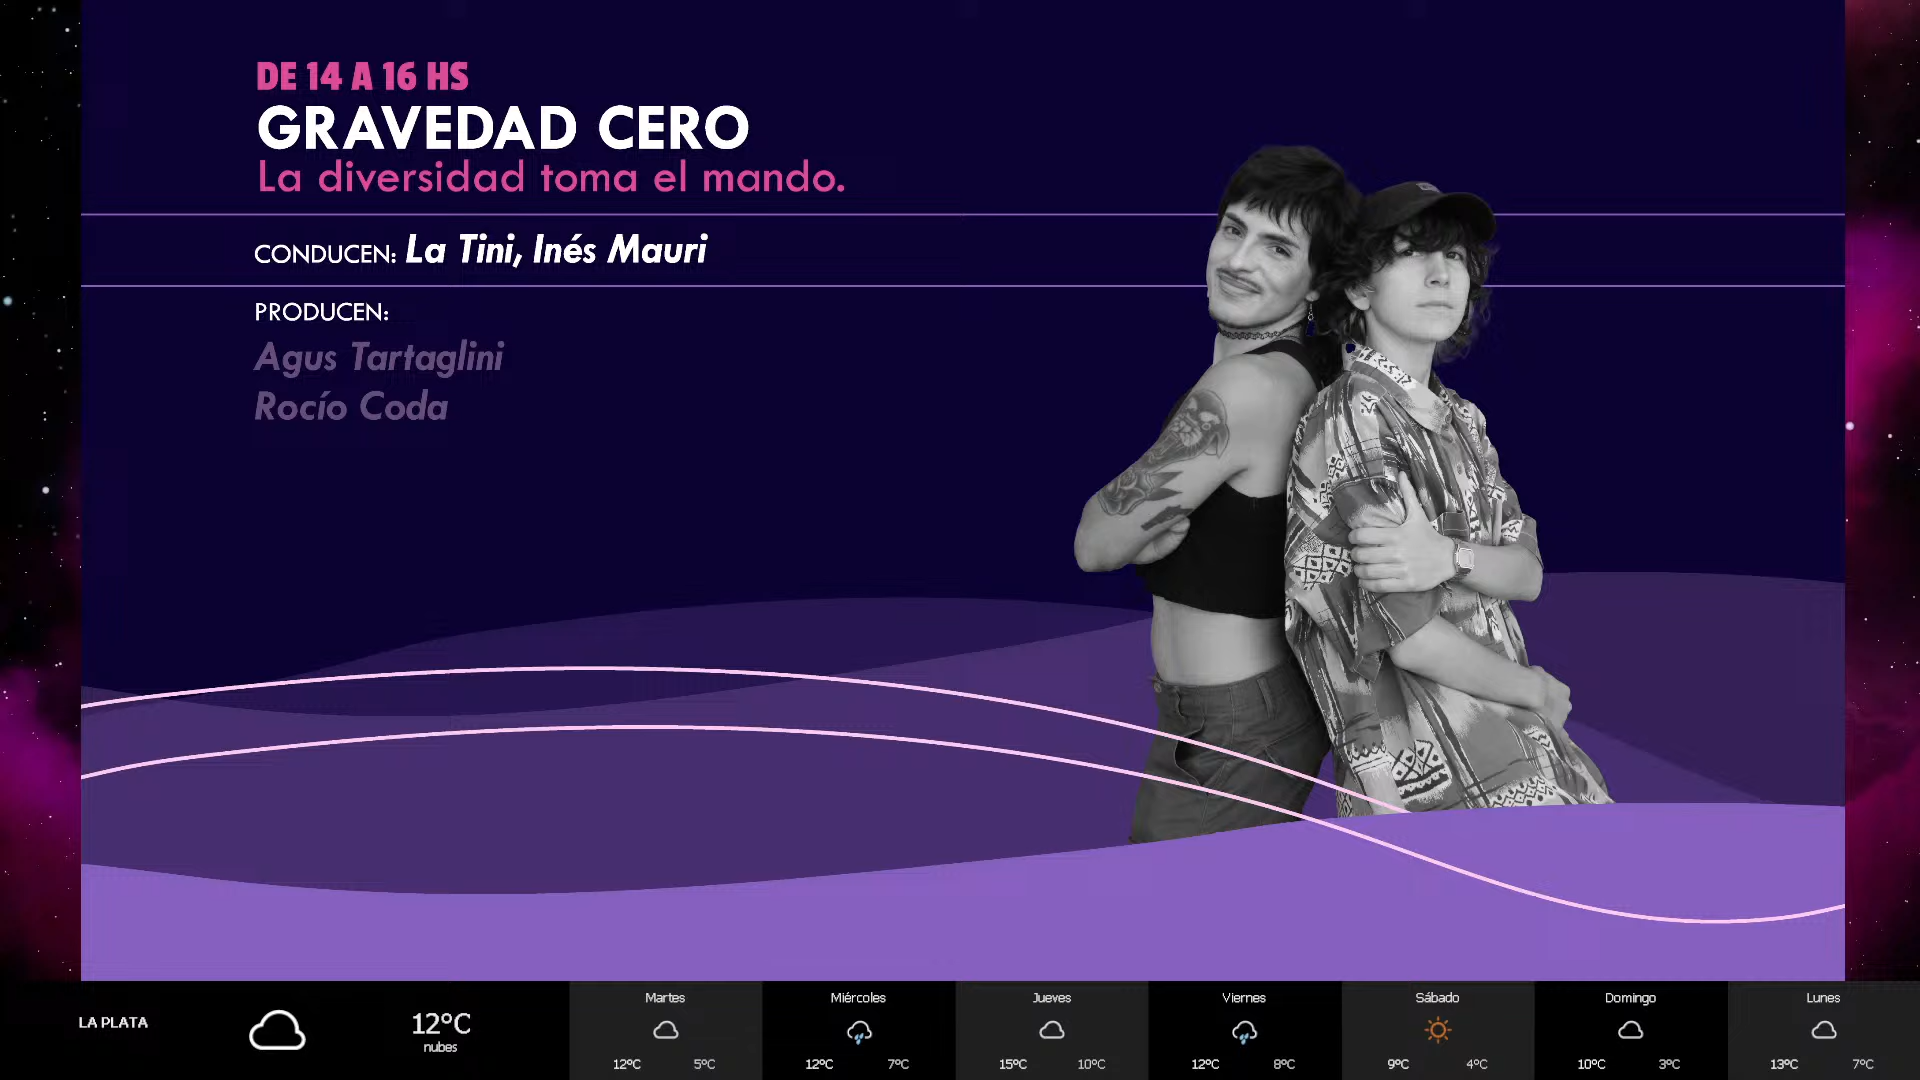 DE 14 A 16 HS
GRAVEDAD CERO
La diversidad toma el mando.
CONDUCEN: La Tini, Inés Mauri
PRODUCEN:
Agus Tartaglini
Rocío Coda
LA PLATA
12°C
nubes
Martes
12°C 5°C
Miércoles
12°C 7°C
Jueves
15°C 10°C
Viernes
12°C 8°C
Sábado
9°C 4°C
Domingo
10°C 3°C
Lunes
13°C 7°C